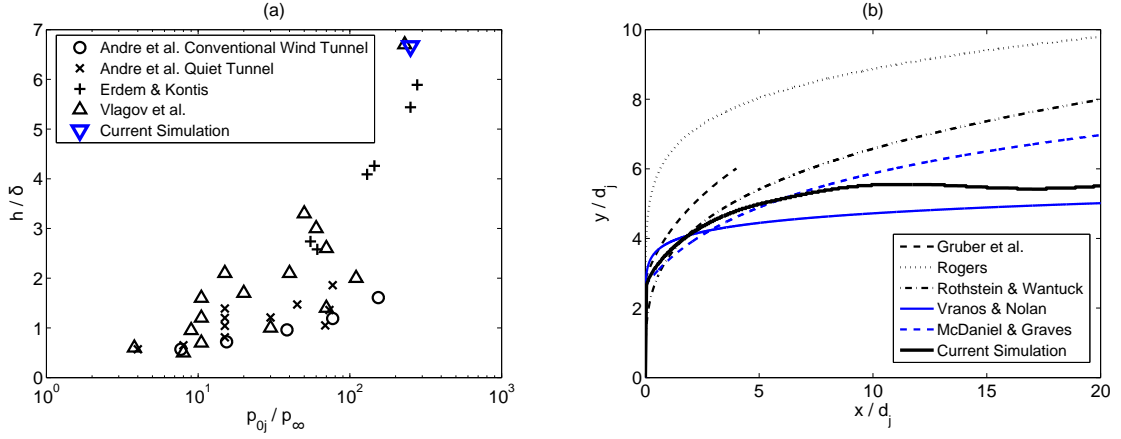 (a)
7
6
5
4
3
2
1
0
h / δ
Andre et al. Conventional Wind Tunnel
Andre et al. Quiet Tunnel
Erdem & Kontis
Vlagov et al.
Current Simulation
10^0
10^1
10^2
10^3
p_{0j} / p_∞
(b)
10
8
6
4
2
0
y / d_j
Gruber et al.
Rogers
Rothstein & Wantuck
Vranos & Nolan
McDaniel & Graves
Current Simulation
0
5
10
15
20
x / d_j